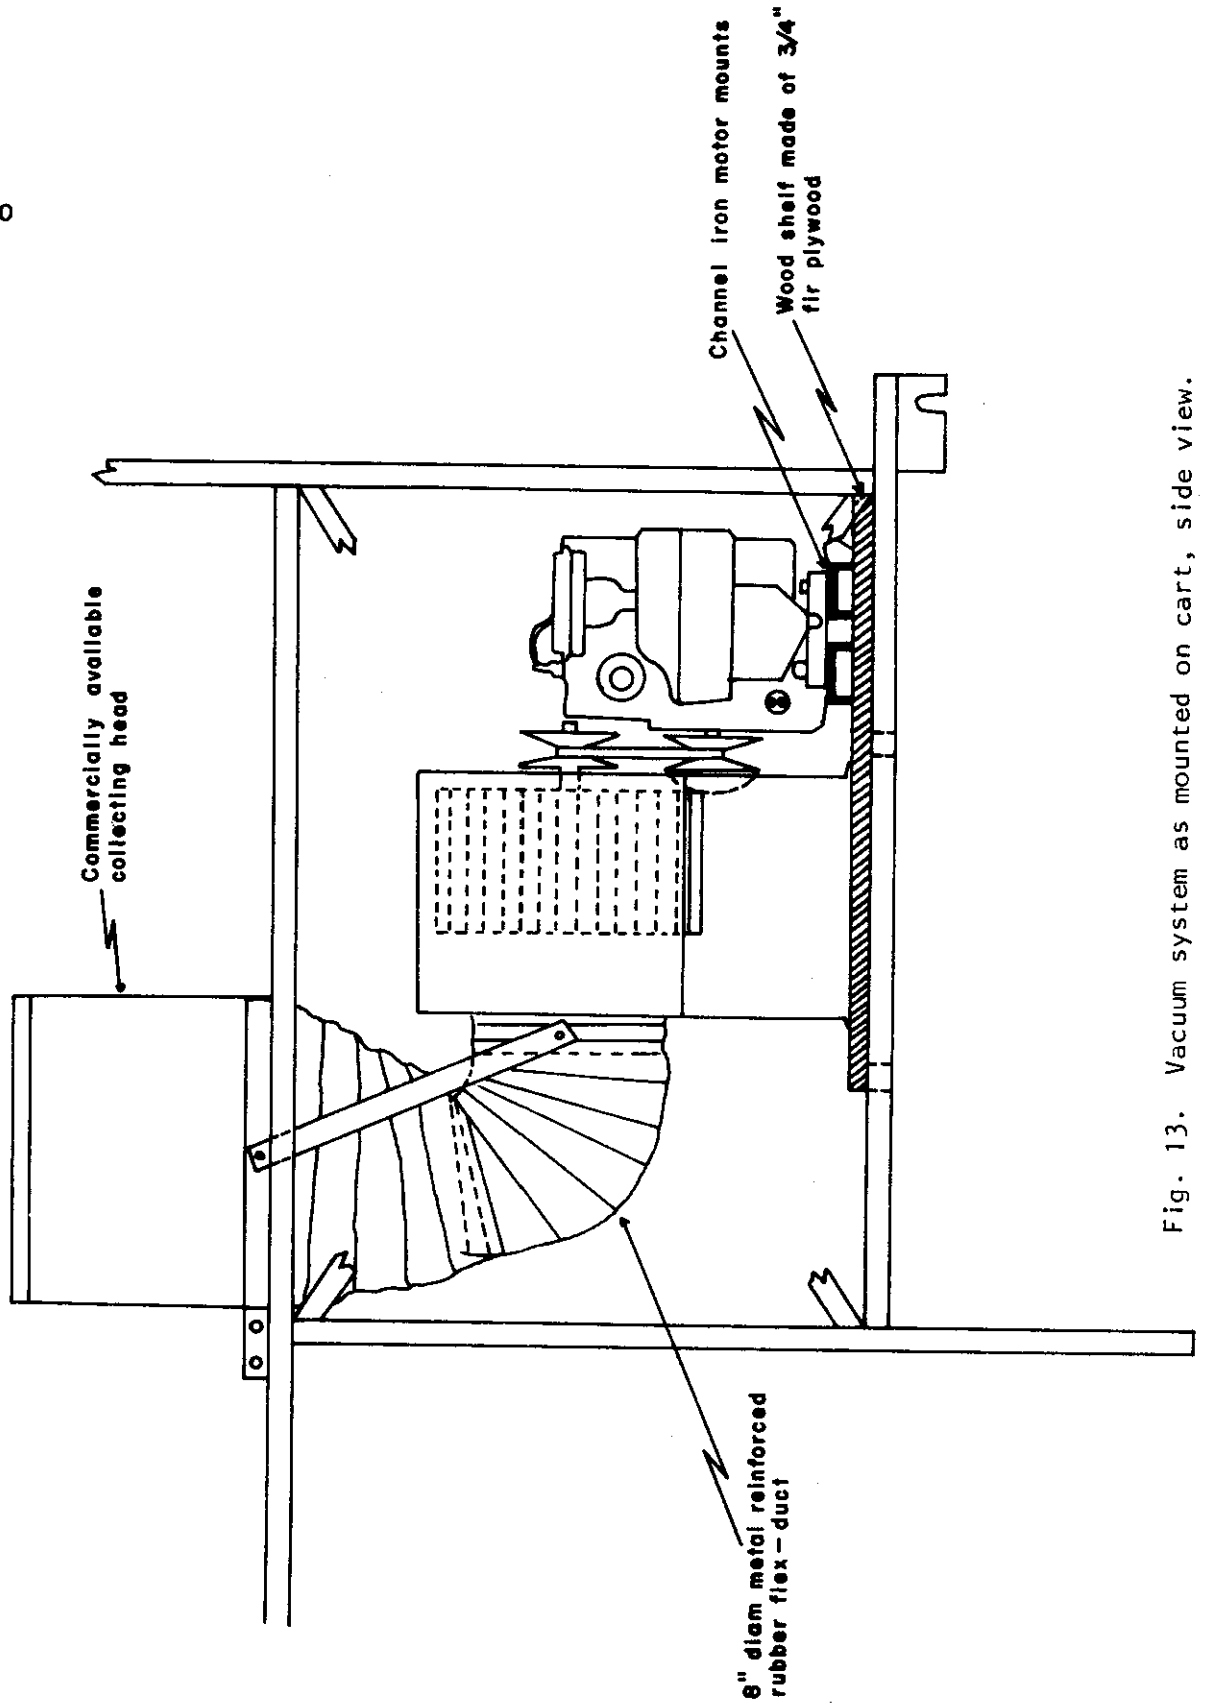 Commercially available
collecting head
Channel iron motor mounts
Wood shelf made of 3/4"
fir plywood
8" diam metal reinforced
rubber flex-duct
Fig. 13. Vacuum system as mounted on cart, side view.